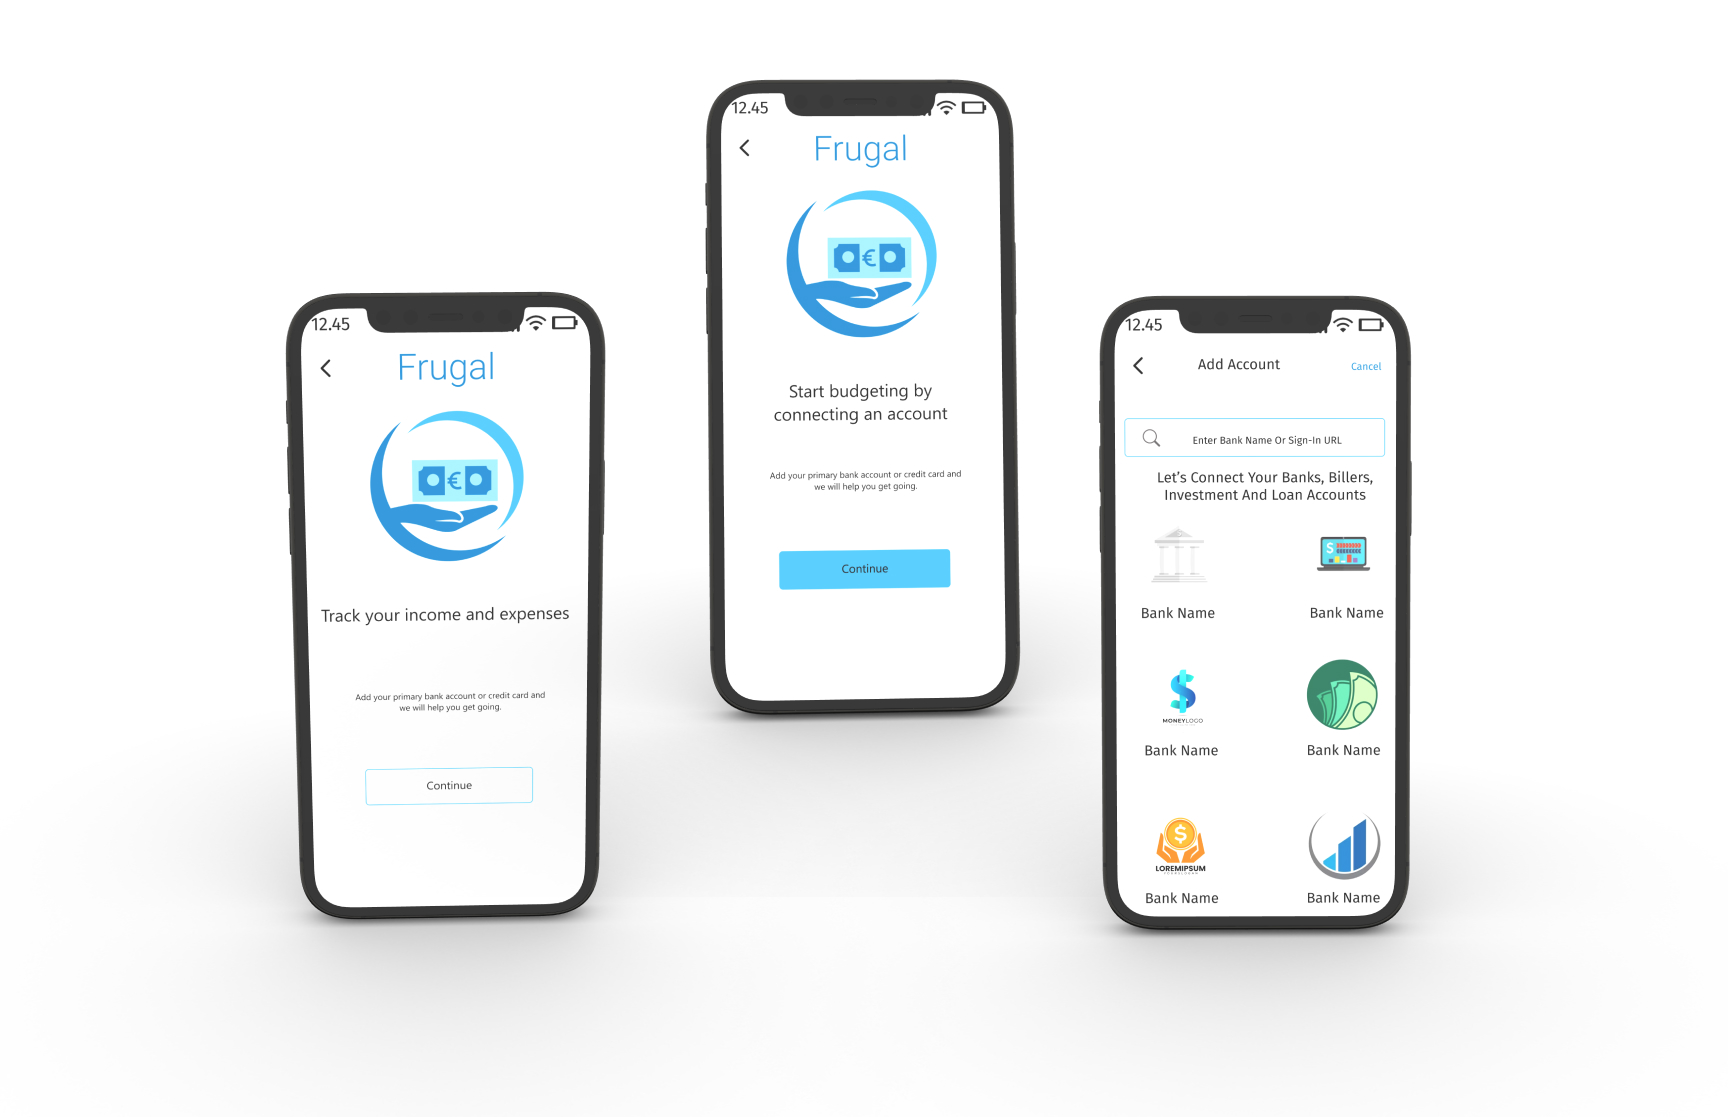 12.45
Frugal
€
Track your income and expenses
Add your primary bank account or credit card and
we will help you get going.
Continue
12.45
Frugal
€
Start budgeting by
connecting an account
Add your primary bank account or credit card and
we will help you get going.
Continue
12.45
Add Account
Cancel
Enter Bank Name Or Sign-In URL
Let's Connect Your Banks, Billers,
Investment And Loan Accounts
$
Bank Name
Bank Name
$
MONEYLOGO
Bank Name
Bank Name
$
LOREMIPSUM
Bank Name
Bank Name